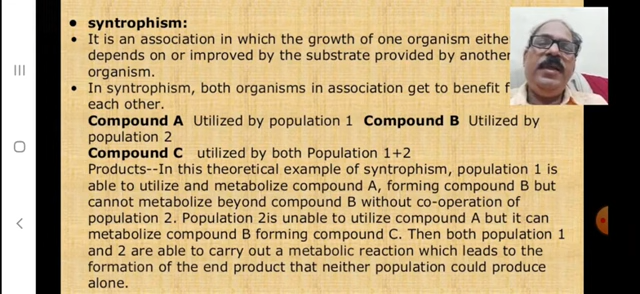 syntrophism:
It is an association in which the growth of one organism
depends on or improved by the substrate provided by
organism.
In syntrophism, both organisms in association get to benefit
each other.
Compound A Utilized by population 1 Compound B Utilized by
population 2
Compound C utilized by both Population 1+2
Products--In this theoretical example of syntrophism, population 1 is
able to utilize and metabolize compound A, forming compound B but
cannot metabolize beyond compound B without co-operation of
population 2. Population 2is unable to utilize compound A but it can
metabolize compound B forming compound C. Then both population 1
and 2 are able to carry out a metabolic reaction which leads to the
formation of the end product that neither population could produce
alone.